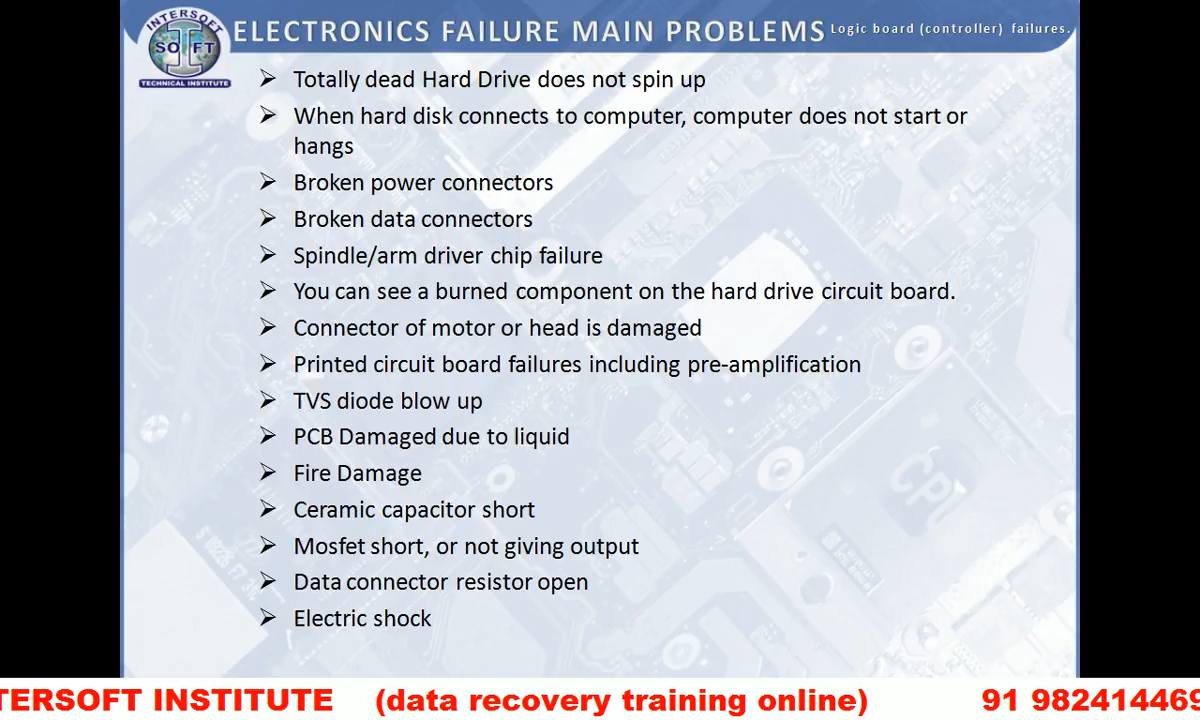 INTERSOFT
SOFT
TECHNICAL INSTITUTE
ELECTRONICS FAILURE MAIN PROBLEMS Logic board (controller) failures.
➢ Totally dead Hard Drive does not spin up
➢ When hard disk connects to computer, computer does not start or
hangs
➢ Broken power connectors
➢ Broken data connectors
➢ Spindle/arm driver chip failure
➢ You can see a burned component on the hard drive circuit board.
➢ Connector of motor or head is damaged
➢ Printed circuit board failures including pre-amplification
➢ TVS diode blow up
➢ PCB Damaged due to liquid
➢ Fire Damage
➢ Ceramic capacitor short
➢ Mosfet short, or not giving output
➢ Data connector resistor open
➢ Electric shock
CPU
NTERSOFT INSTITUTE (data recovery training online) 91 982414469